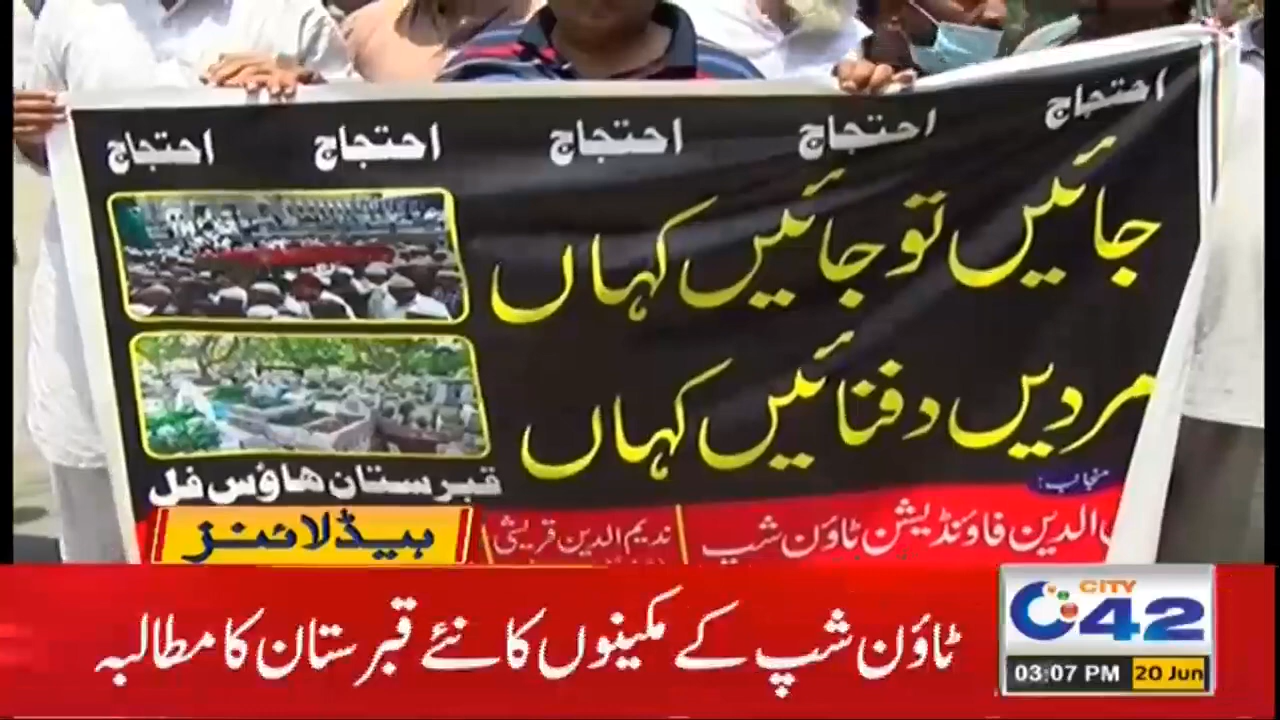 احتجاج احتجاج احتجاج احتجاج احتجاج
جائیں تو جائیں کہاں
مردیں دفنائیں کہاں
قبرستان ھاؤس فل
منجانب:
الدین فاؤنڈیشن ٹاؤن شپ
ندیم الدین قریشی
ہیڈلائنز
ٹاؤن شپ کے مکینوں کا نئے قبرستان کا مطالبہ
CITY
42
03:07 PM 20 Jun